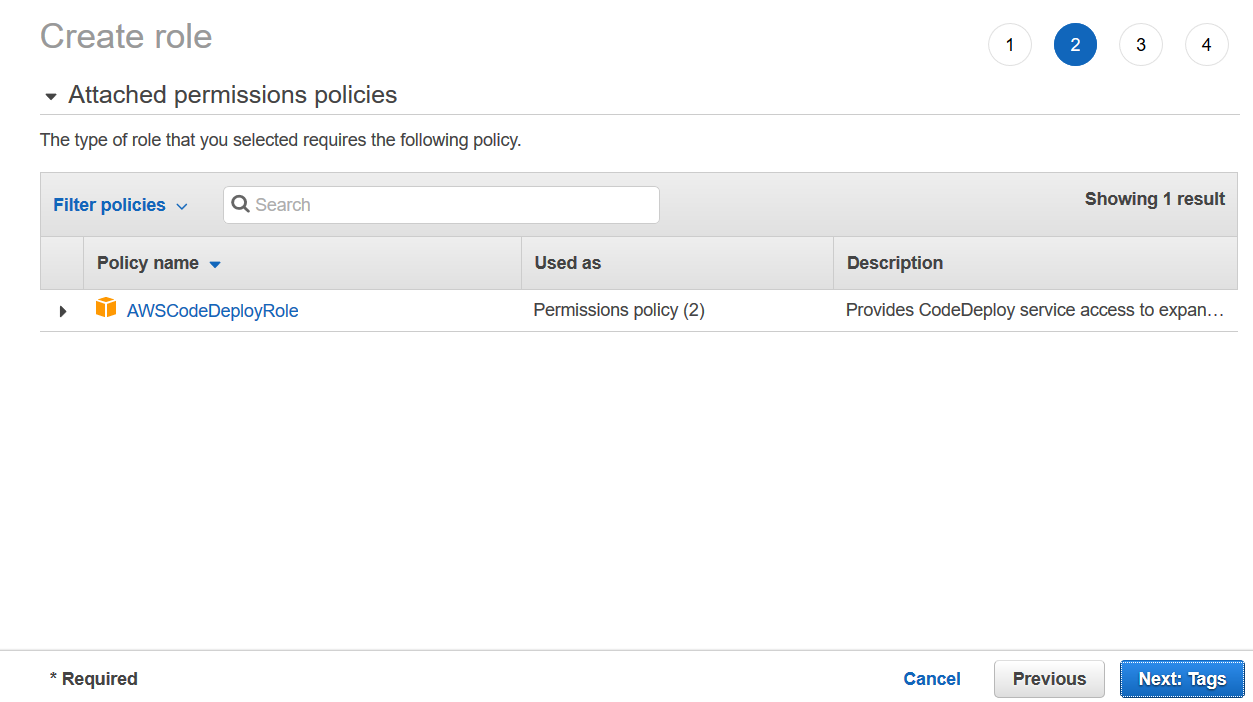 Create role
1 2 3 4
Attached permissions policies
The type of role that you selected requires the following policy.
Filter policies Search Showing 1 result
Policy name Used as Description
AWSCodeDeployRole Permissions policy (2) Provides CodeDeploy service access to expan…
* Required Cancel Previous Next: Tags